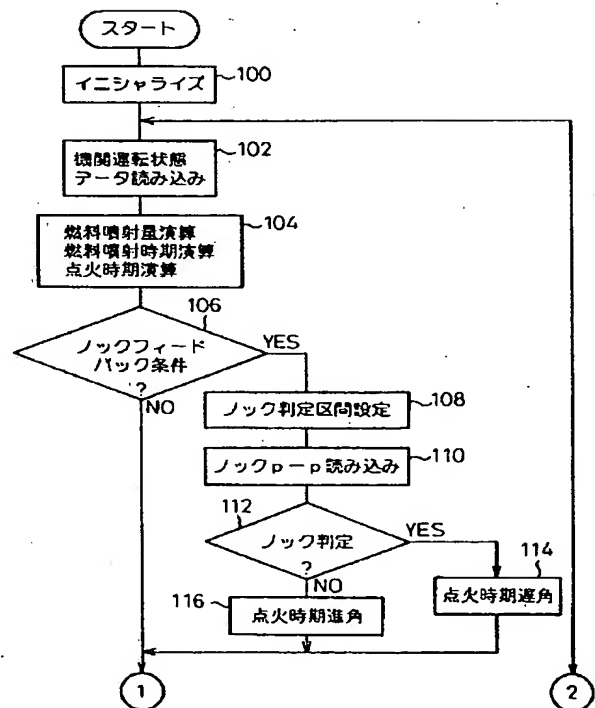 スタート
イニシャライズ
100
機関運転状態
データ読み込み
102
燃料噴射量演算
燃料噴射時期演算
点火時期演算
104
ノックフィード
バック条件
?
106
YES
NO
ノック判定区間設定
108
ノックp-p読み込み
110
112
ノック判定
?
YES
NO
114
点火時期遅角
116
点火時期進角
1
2